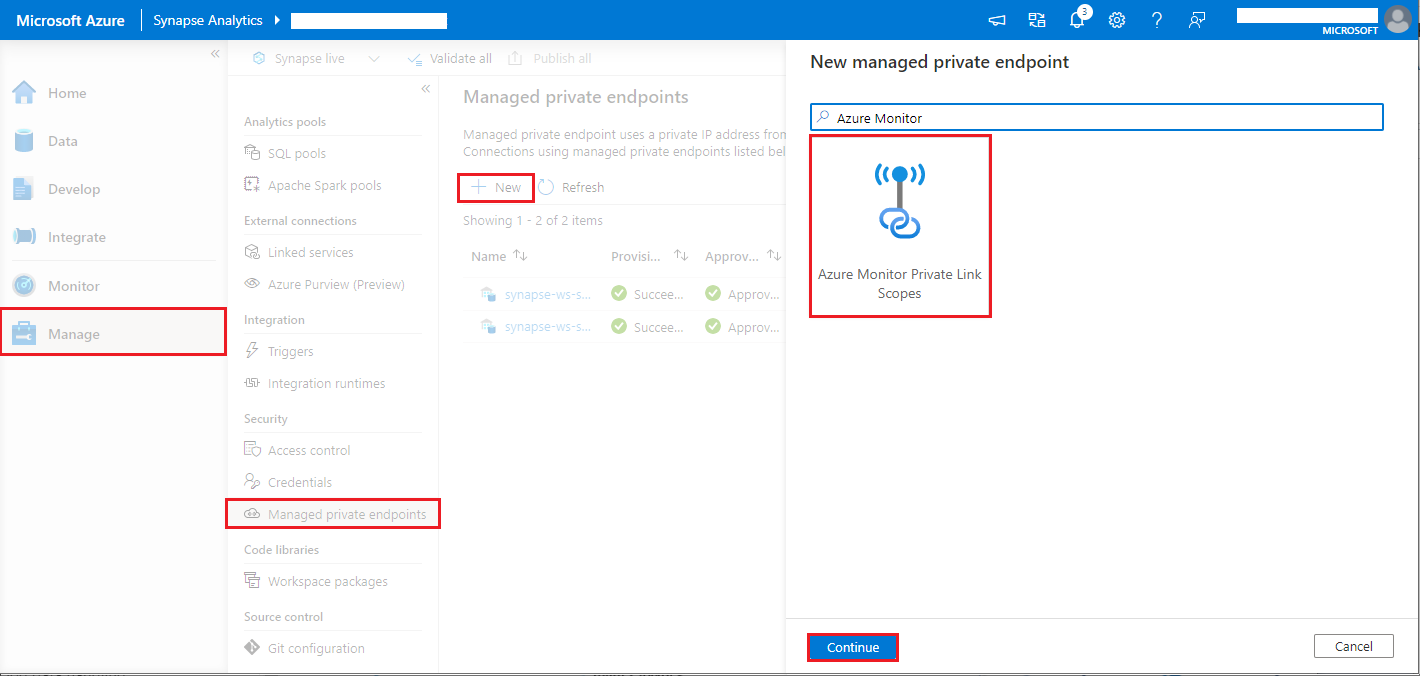 Microsoft Azure
Synapse Analytics
3
MICROSOFT
Home
Data
Develop
Integrate
Monitor
Manage
Synapse live
Validate all
Publish all
Analytics pools
SQL pools
Apache Spark pools
External connections
Linked services
Azure Purview (Preview)
Integration
Triggers
Integration runtimes
Security
Access control
Credentials
Managed private endpoints
Code libraries
Workspace packages
Source control
Git configuration
Managed private endpoints
Managed private endpoint uses a private IP address from
Connections using managed private endpoints listed bel
New
Refresh
Showing 1 - 2 of 2 items
Name Provisi... Approv...
synapse-ws-s... Succee... Approv...
synapse-ws-s... Succee... Approv...
New managed private endpoint
Azure Monitor
Azure Monitor Private Link
Scopes
Continue
Cancel